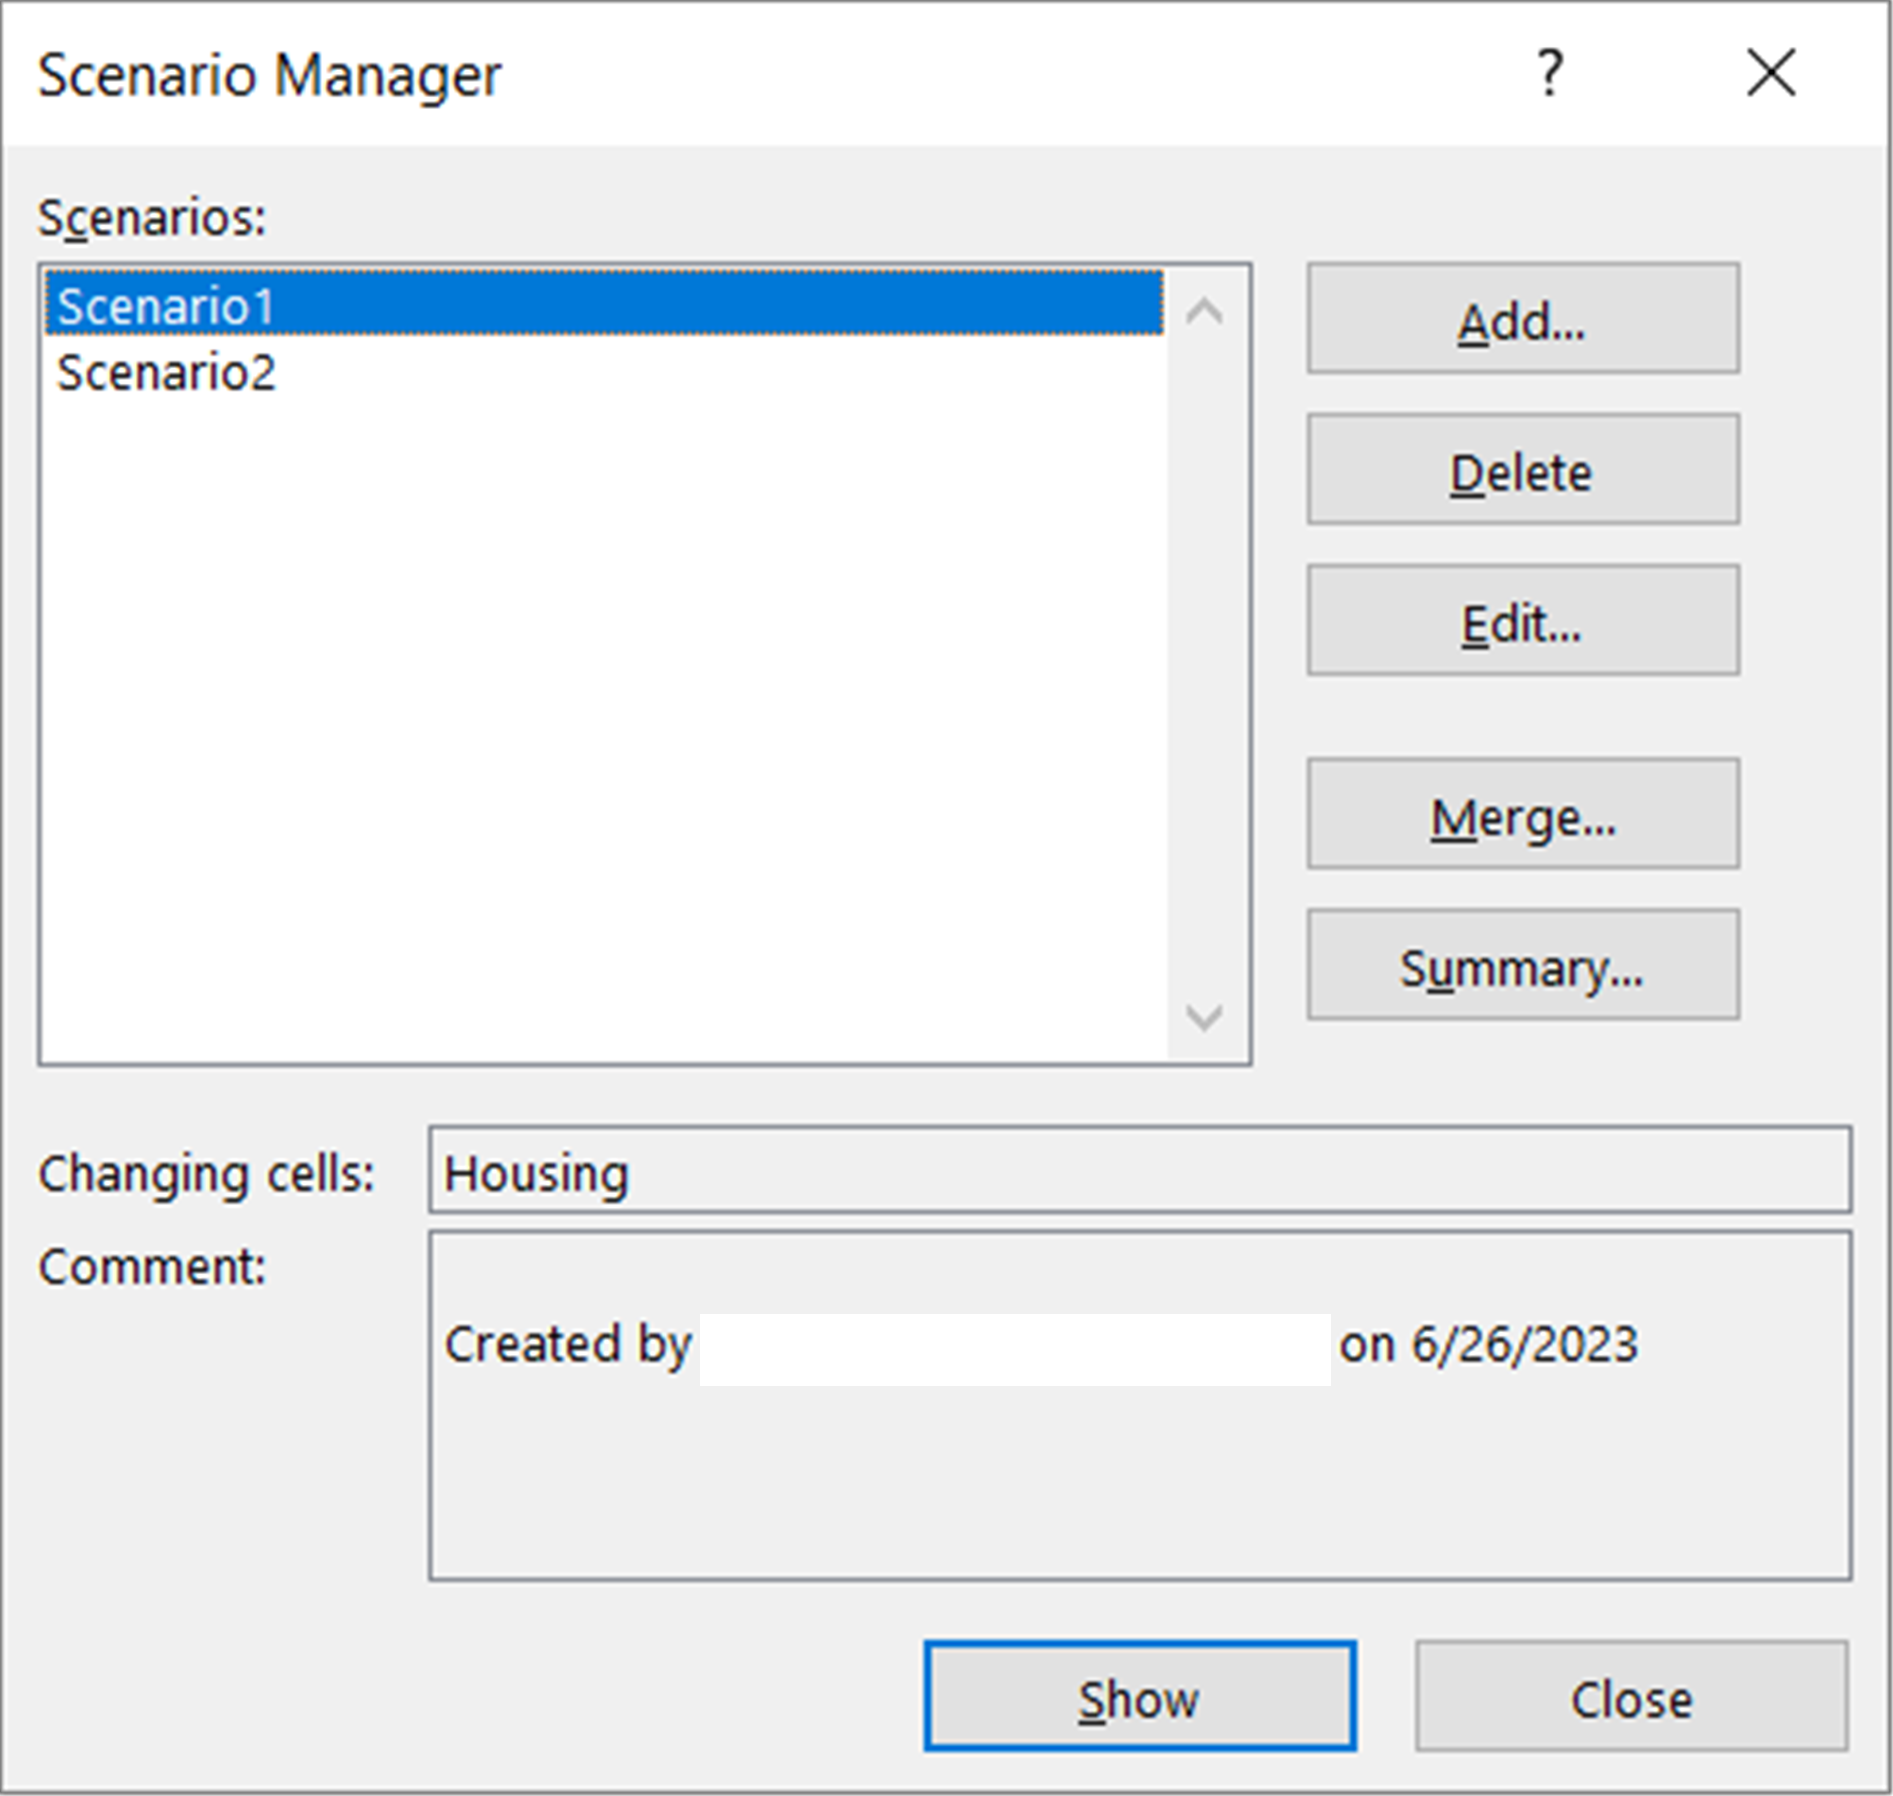 Scenario Manager ?
Scenarios:
Scenario1
Scenario2
Add...
Delete
Edit...
Merge...
Summary...
Changing cells: Housing
Comment:
Created by on 6/26/2023
Show Close